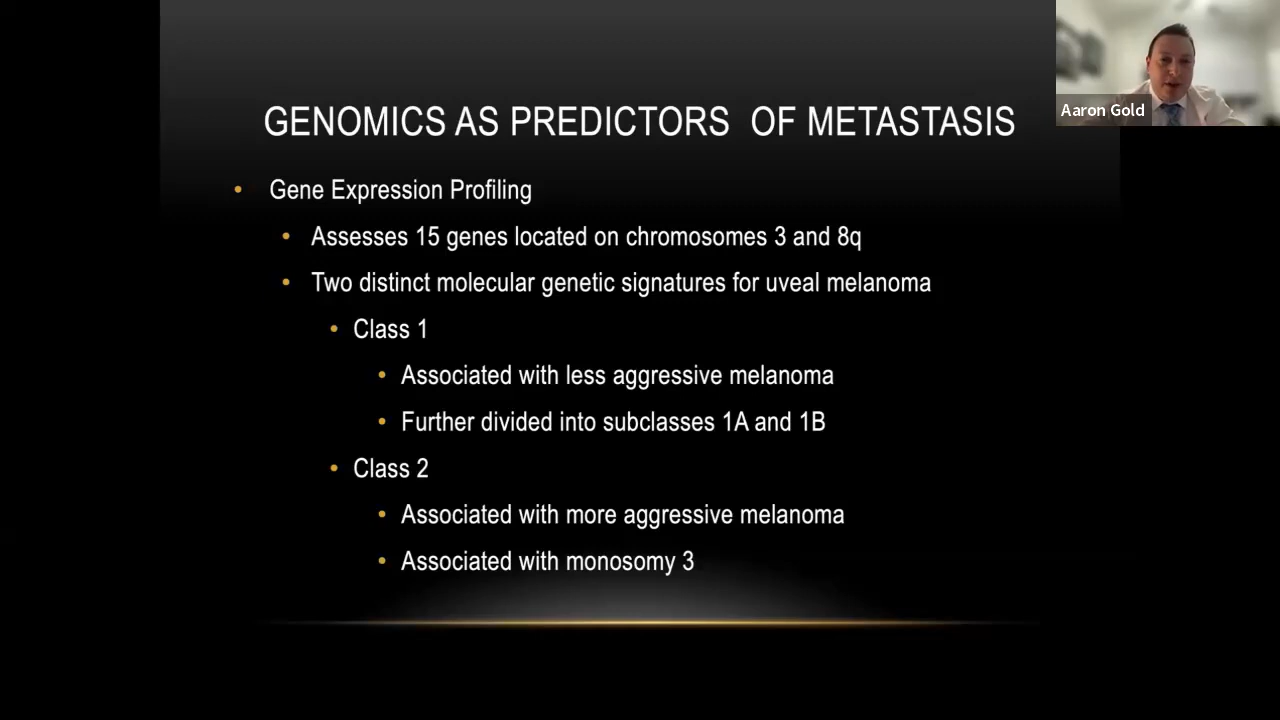 GENOMICS AS PREDICTORS OF METASTASIS
Aaron Gold
• Gene Expression Profiling
• Assesses 15 genes located on chromosomes 3 and 8q
• Two distinct molecular genetic signatures for uveal melanoma
• Class 1
• Associated with less aggressive melanoma
• Further divided into subclasses 1A and 1B
• Class 2
• Associated with more aggressive melanoma
• Associated with monosomy 3